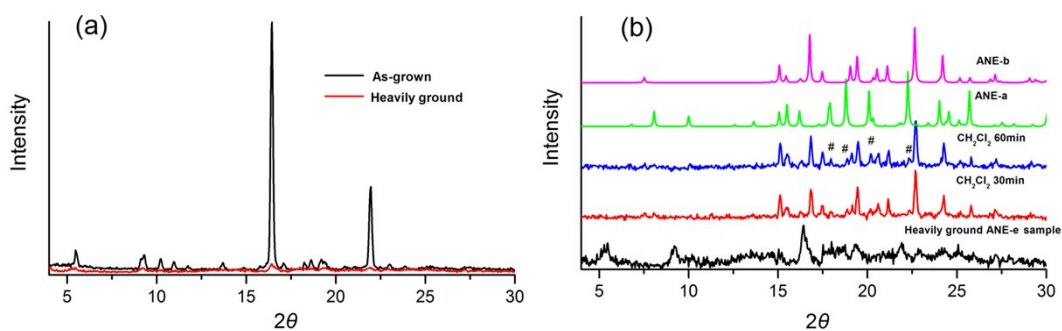 (a)
Intensity
As-grown
Heavily ground
5
10
15
20
25
30
2θ
(b)
Intensity
ANE-b
ANE-a
CH₂Cl₂ 60min
# # # #
CH₂Cl₂ 30min
Heavily ground ANE-e sample
5
10
15
20
25
30
2θ